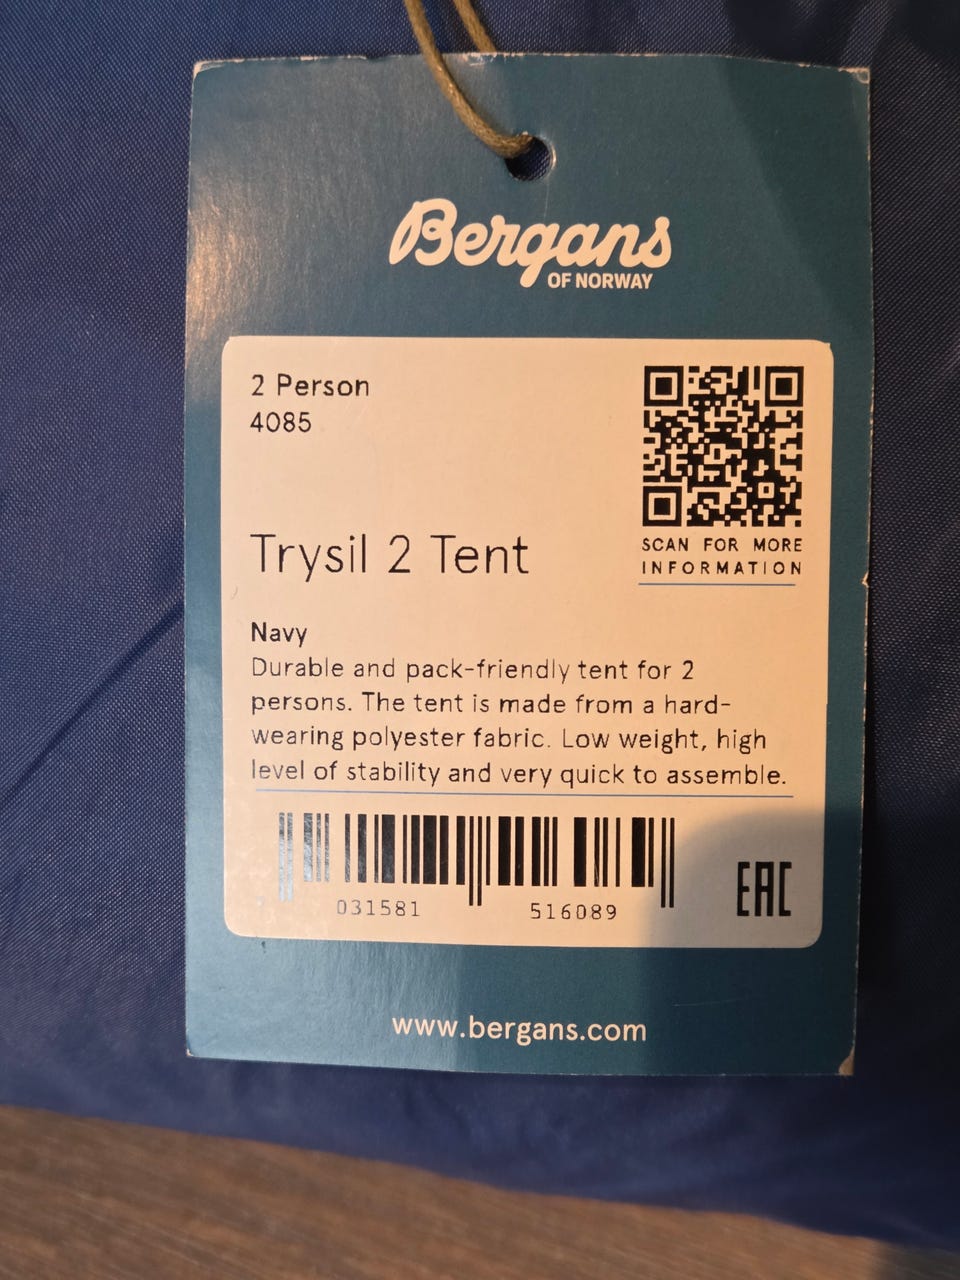 Bergans
OF NORWAY
2 Person
4085
SCAN FOR MORE
INFORMATION
Trysil 2 Tent
Navy
Durable and pack-friendly tent for 2
persons. The tent is made from a hard-
wearing polyester fabric. Low weight, high
level of stability and very quick to assemble.
031581 516089
EAC
www.bergans.com